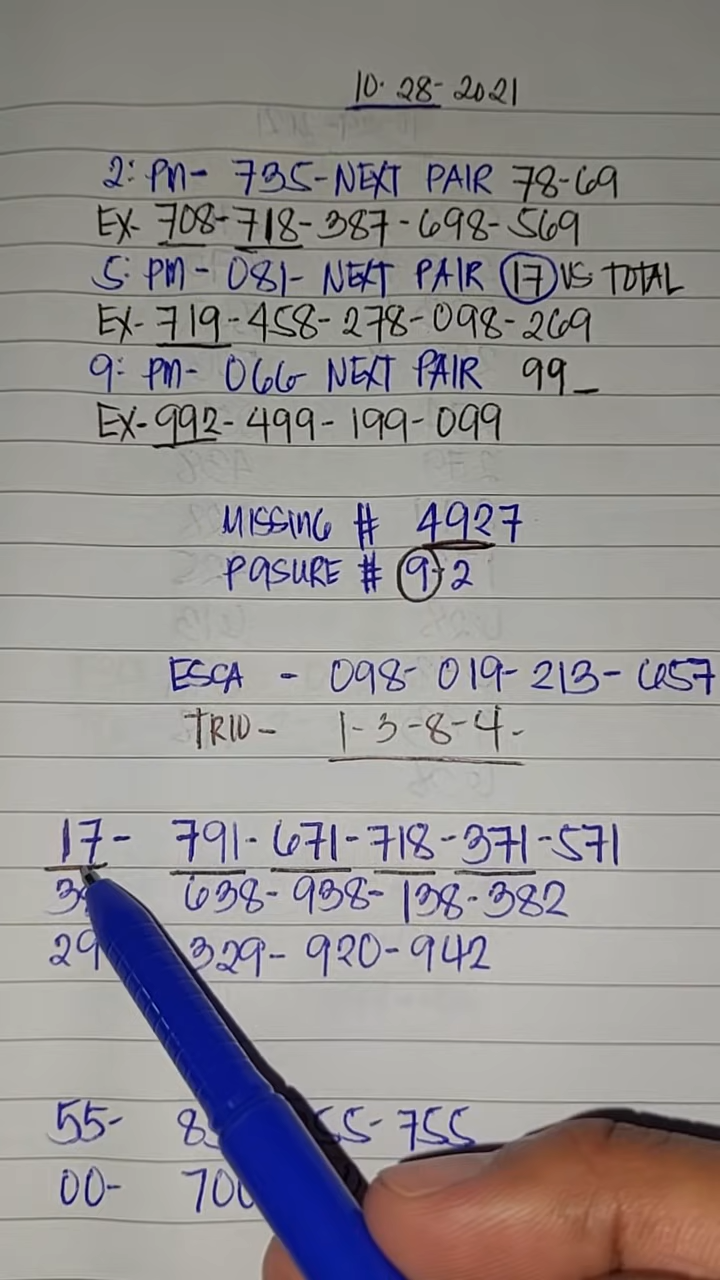 10-28-2021
2: PM- 735-NEXT PAIR 78-69
EX- 708-718-387-698-569
5: PM- 081- NEXT PAIR 17 VS TOTAL
EX- 719-458-278-098-269
9: PM- 066- NEXT PAIR 99_
EX- 992-499-199-099
MISSING # 4927
PASURE # 9-2
ESCA - 098-019-213-657
TRIO- 1-3-8-4-
17- 791-671-718-371-571
638-938-138-382
29 329-920-942
55- 755
00-